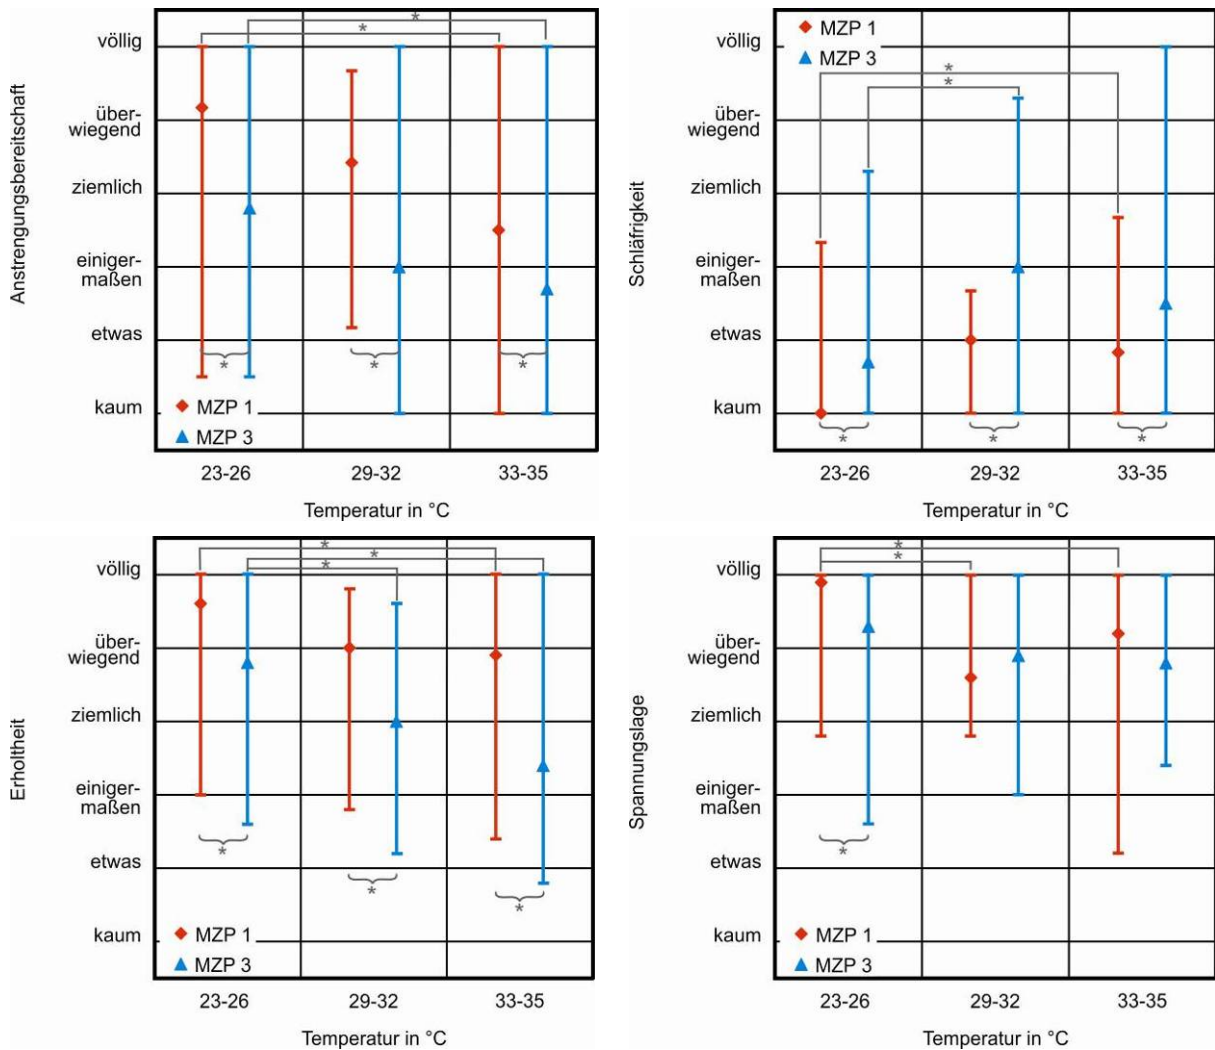 Anstrengungsbereitschaft
völlig
über-
wiegend
ziemlich
einiger-
maßen
etwas
kaum
*
*
*
*
*
MZP 1
MZP 3
23-26
29-32
33-35
Temperatur in °C
Schläfrigkeit
völlig
über-
wiegend
ziemlich
einiger-
maßen
etwas
kaum
MZP 1
MZP 3
*
*
*
*
*
23-26
29-32
33-35
Temperatur in °C
Erholtheit
völlig
über-
wiegend
ziemlich
einiger-
maßen
etwas
kaum
*
*
*
*
*
*
MZP 1
MZP 3
23-26
29-32
33-35
Temperatur in °C
Spannungslage
völlig
über-
wiegend
ziemlich
einiger-
maßen
etwas
kaum
*
*
*
MZP 1
MZP 3
23-26
29-32
33-35
Temperatur in °C